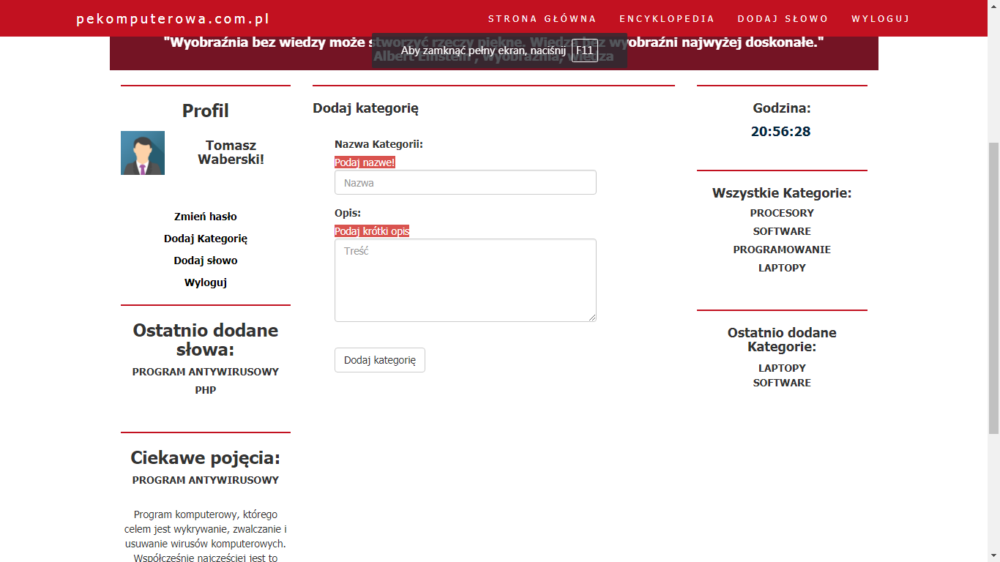 pekomputerowa.com.pl
STRONA GŁÓWNA
ENCYKLOPEDIA
DODAJ SŁOWO
WYLOGUJ
"Wyobraźnia bez wiedzy może stworzyć rzeczy piękne. Wiedza bez wyobraźni najwyżej doskonałe."
Albert Einstein , wyobraźnia, wiedza
Aby zamknąć pełny ekran, naciśnij F11
Profil
Tomasz
Waberski!
Zmień hasło
Dodaj Kategorię
Dodaj słowo
Wyloguj
Ostatnio dodane
słowa:
PROGRAM ANTYWIRUSOWY
PHP
Ciekawe pojęcia:
PROGRAM ANTYWIRUSOWY
Program komputerowy, którego
celem jest wykrywanie, zwalczanie i
usuwanie wirusów komputerowych.
Współcześnie najczęściej jest to
Dodaj kategorię
Nazwa Kategorii:
Podaj nazwe!
Nazwa
Opis:
Podaj krótki opis
Treść
Dodaj kategorię
Godzina:
20:56:28
Wszystkie Kategorie:
PROCESORY
SOFTWARE
PROGRAMOWANIE
LAPTOPY
Ostatnio dodane
Kategorie:
LAPTOPY
SOFTWARE